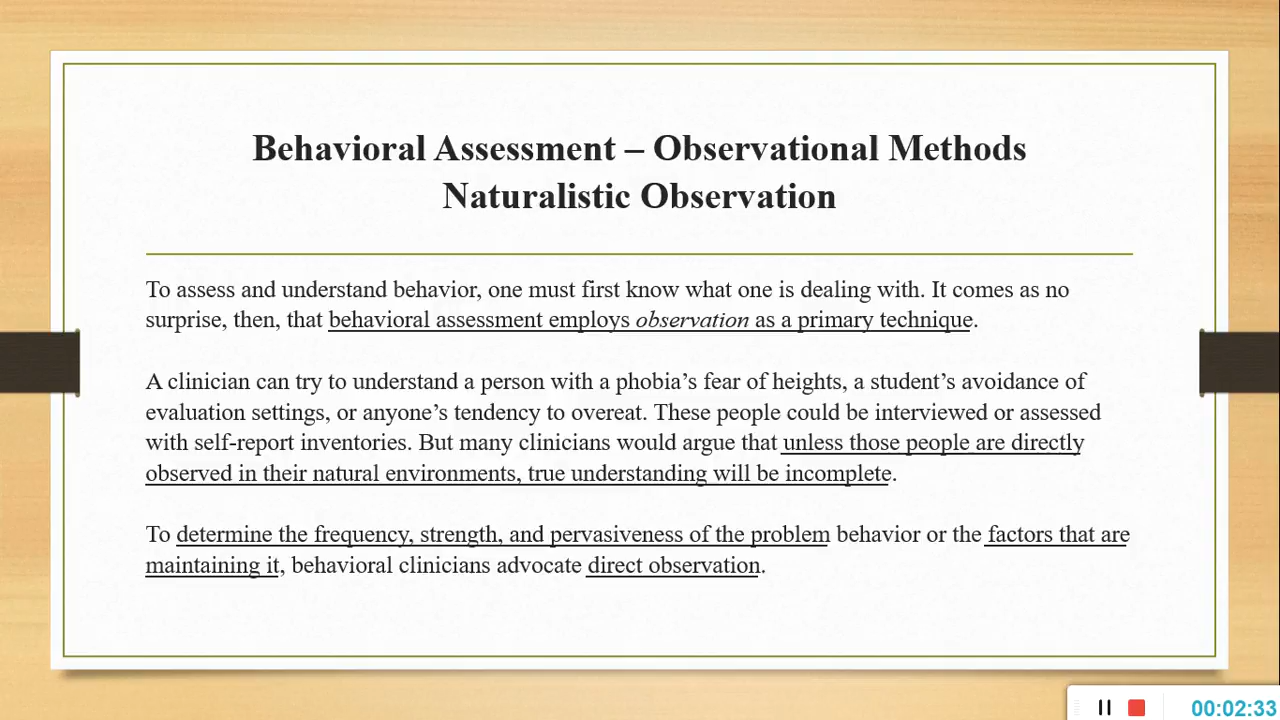 Behavioral Assessment – Observational Methods
Naturalistic Observation
To assess and understand behavior, one must first know what one is dealing with. It comes as no
surprise, then, that behavioral assessment employs observation as a primary technique.
A clinician can try to understand a person with a phobia’s fear of heights, a student’s avoidance of
evaluation settings, or anyone’s tendency to overeat. These people could be interviewed or assessed
with self-report inventories. But many clinicians would argue that unless those people are directly
observed in their natural environments, true understanding will be incomplete.
To determine the frequency, strength, and pervasiveness of the problem behavior or the factors that are
maintaining it, behavioral clinicians advocate direct observation.
00:02:33